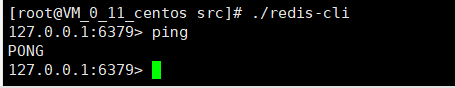 [root@VM_0_11_centos src]# ./redis-cli
127.0.0.1:6379> ping
PONG
127.0.0.1:6379>